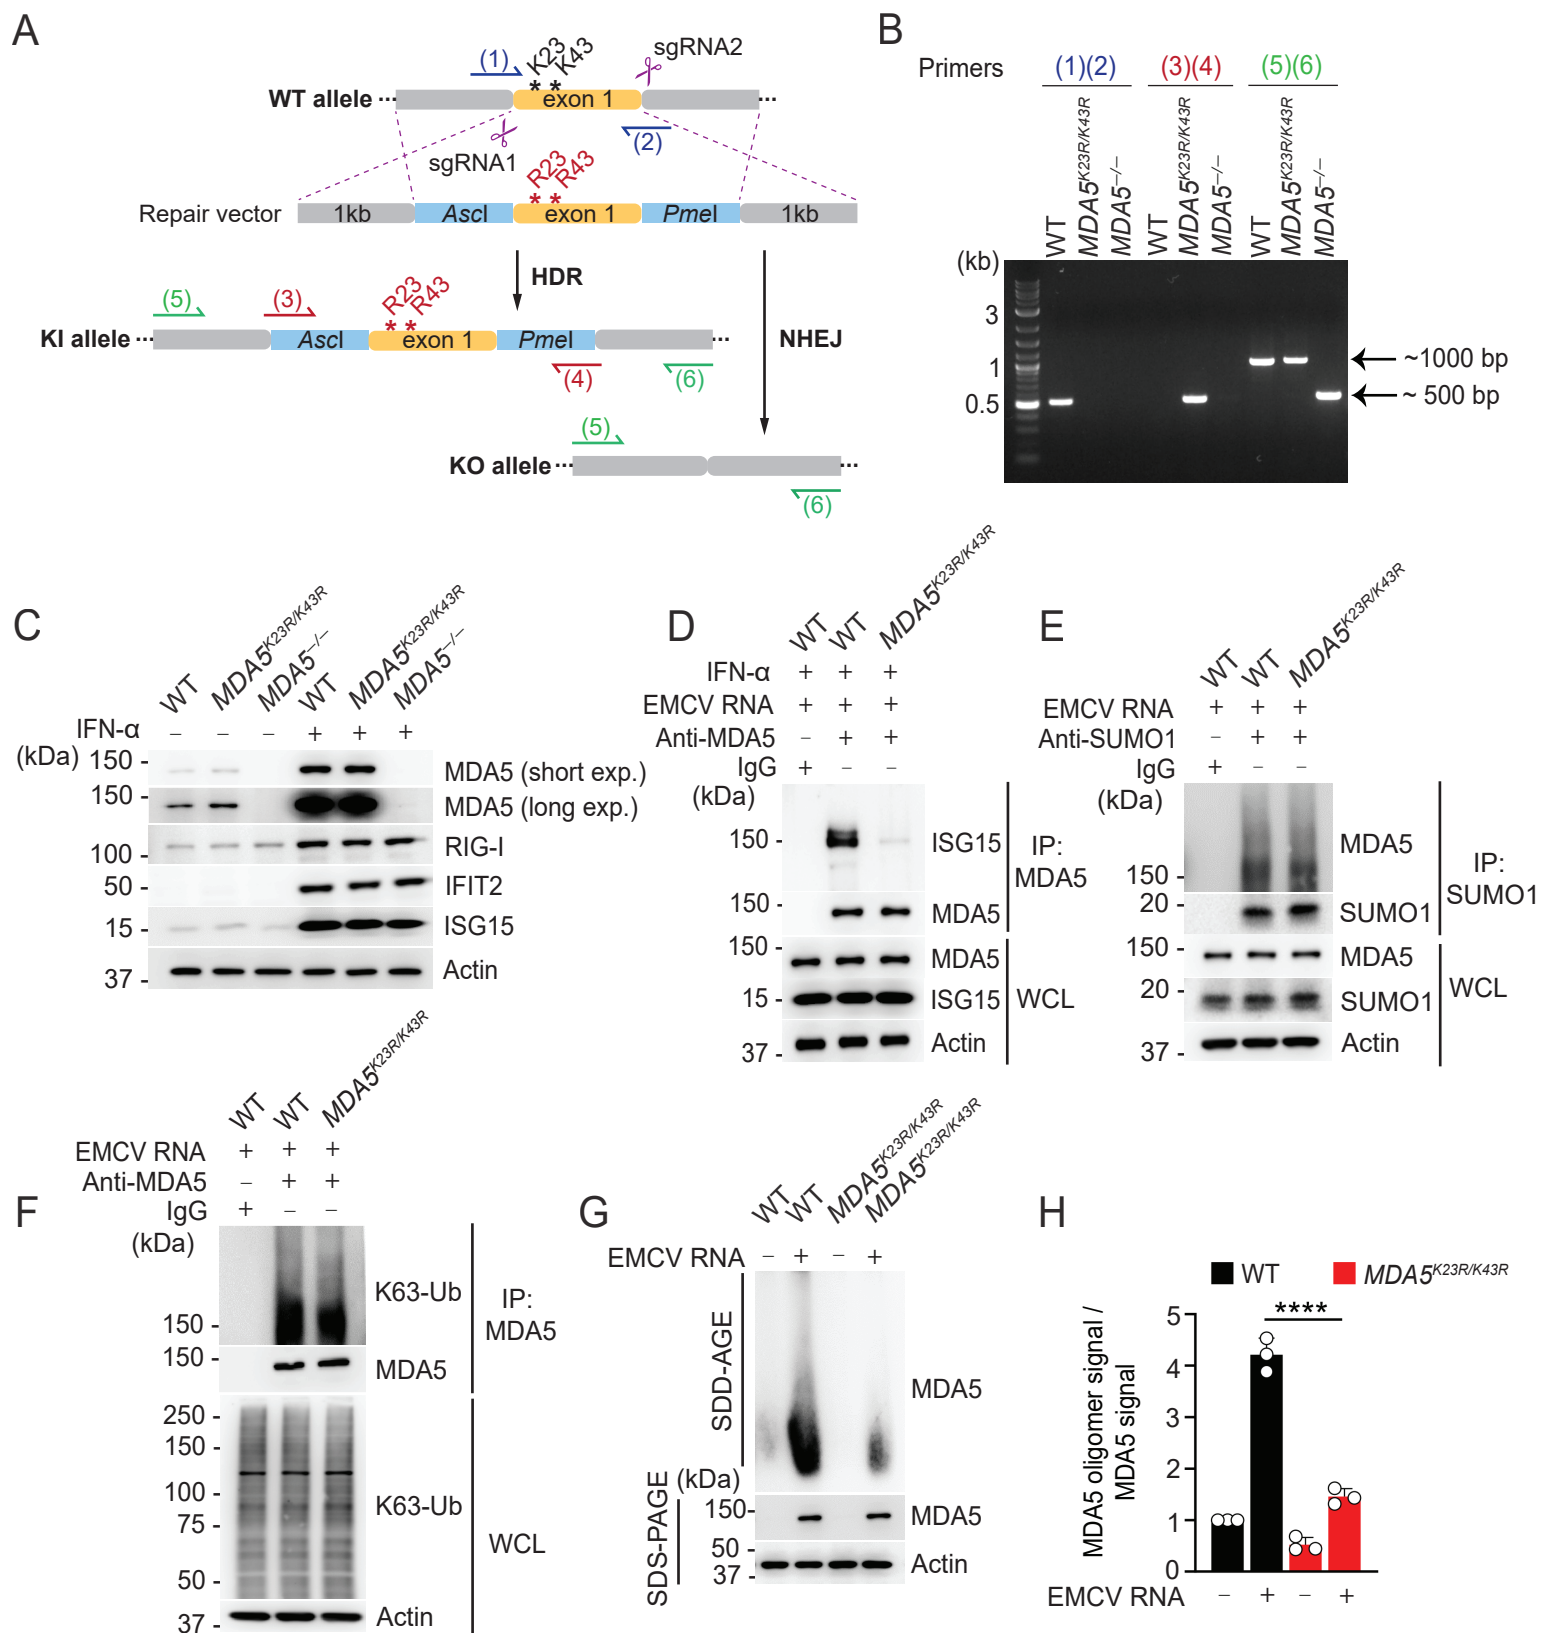 A
(1)
K23
K43
sgRNA2
WT allele
exon 1
sgRNA1
(2)
R23
R43
Repair vector
1kb
AscI
exon 1
PmeI
1kb
HDR
NHEJ
(5)
(3)
R23
R43
KI allele
AscI
exon 1
PmeI
(4)
(6)
(5)
KO allele
(6)
B
Primers (1)(2) (3)(4) (5)(6)
WT MDA5K23R/K43R MDA5–/– WT MDA5K23R/K43R MDA5–/– WT MDA5K23R/K43R MDA5–/–
(kb)
3
1
0.5
~1000 bp
~ 500 bp
C
WT MDA5K23R/K43R MDA5–/– WT MDA5K23R/K43R MDA5–/–
IFN-α – – – + + +
(kDa)
150 - MDA5 (short exp.)
150 - MDA5 (long exp.)
100 - RIG-I
50 - IFIT2
15 - ISG15
37 - Actin
D
WT WT MDA5K23R/K43R
IFN-α + + +
EMCV RNA + + +
Anti-MDA5 – + +
IgG + – –
(kDa)
150 - ISG15
150 - MDA5
IP:
MDA5
150 - MDA5
15 - ISG15
37 - Actin
WCL
E
WT WT MDA5K23R/K43R
EMCV RNA + + +
Anti-SUMO1 – + +
IgG + – –
(kDa)
150 - MDA5
20 - SUMO1
IP:
SUMO1
150 - MDA5
20 - SUMO1
37 - Actin
WCL
F
WT WT MDA5K23R/K43R
EMCV RNA + + +
Anti-MDA5 – + +
IgG + – –
(kDa)
150 - K63-Ub
150 - MDA5
IP:
MDA5
250 -
150 -
100 -
75 -
50 -
K63-Ub
37 - Actin
WCL
G
WT WT MDA5K23R/K43R MDA5K23R/K43R
EMCV RNA – + – +
SDD-AGE
MDA5
(kDa)
SDS-PAGE
150- MDA5
50 -
37 -
Actin
H
WT MDA5K23R/K43R
MDA5 oligomer signal /
MDA5 signal
5
4
3
2
1
0
****
EMCV RNA – + – +